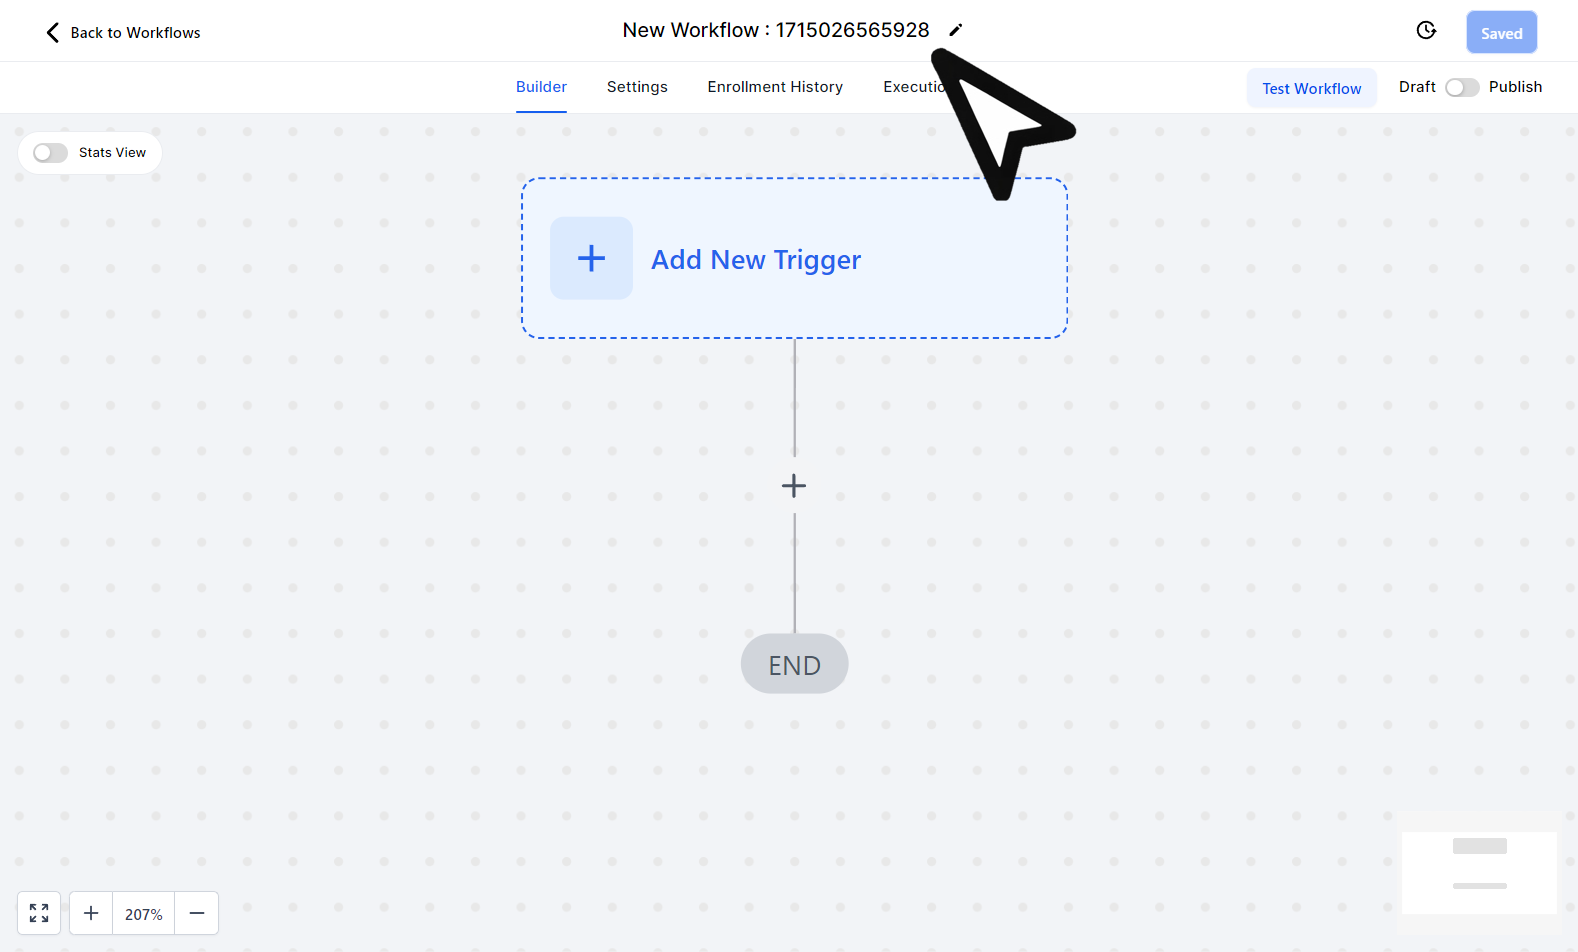 Back to Workflows
New Workflow : 1715026565928
Saved
Builder
Settings
Enrollment History
Test Workflow
Draft
Publish
Stats View
Add New Trigger
END
207%